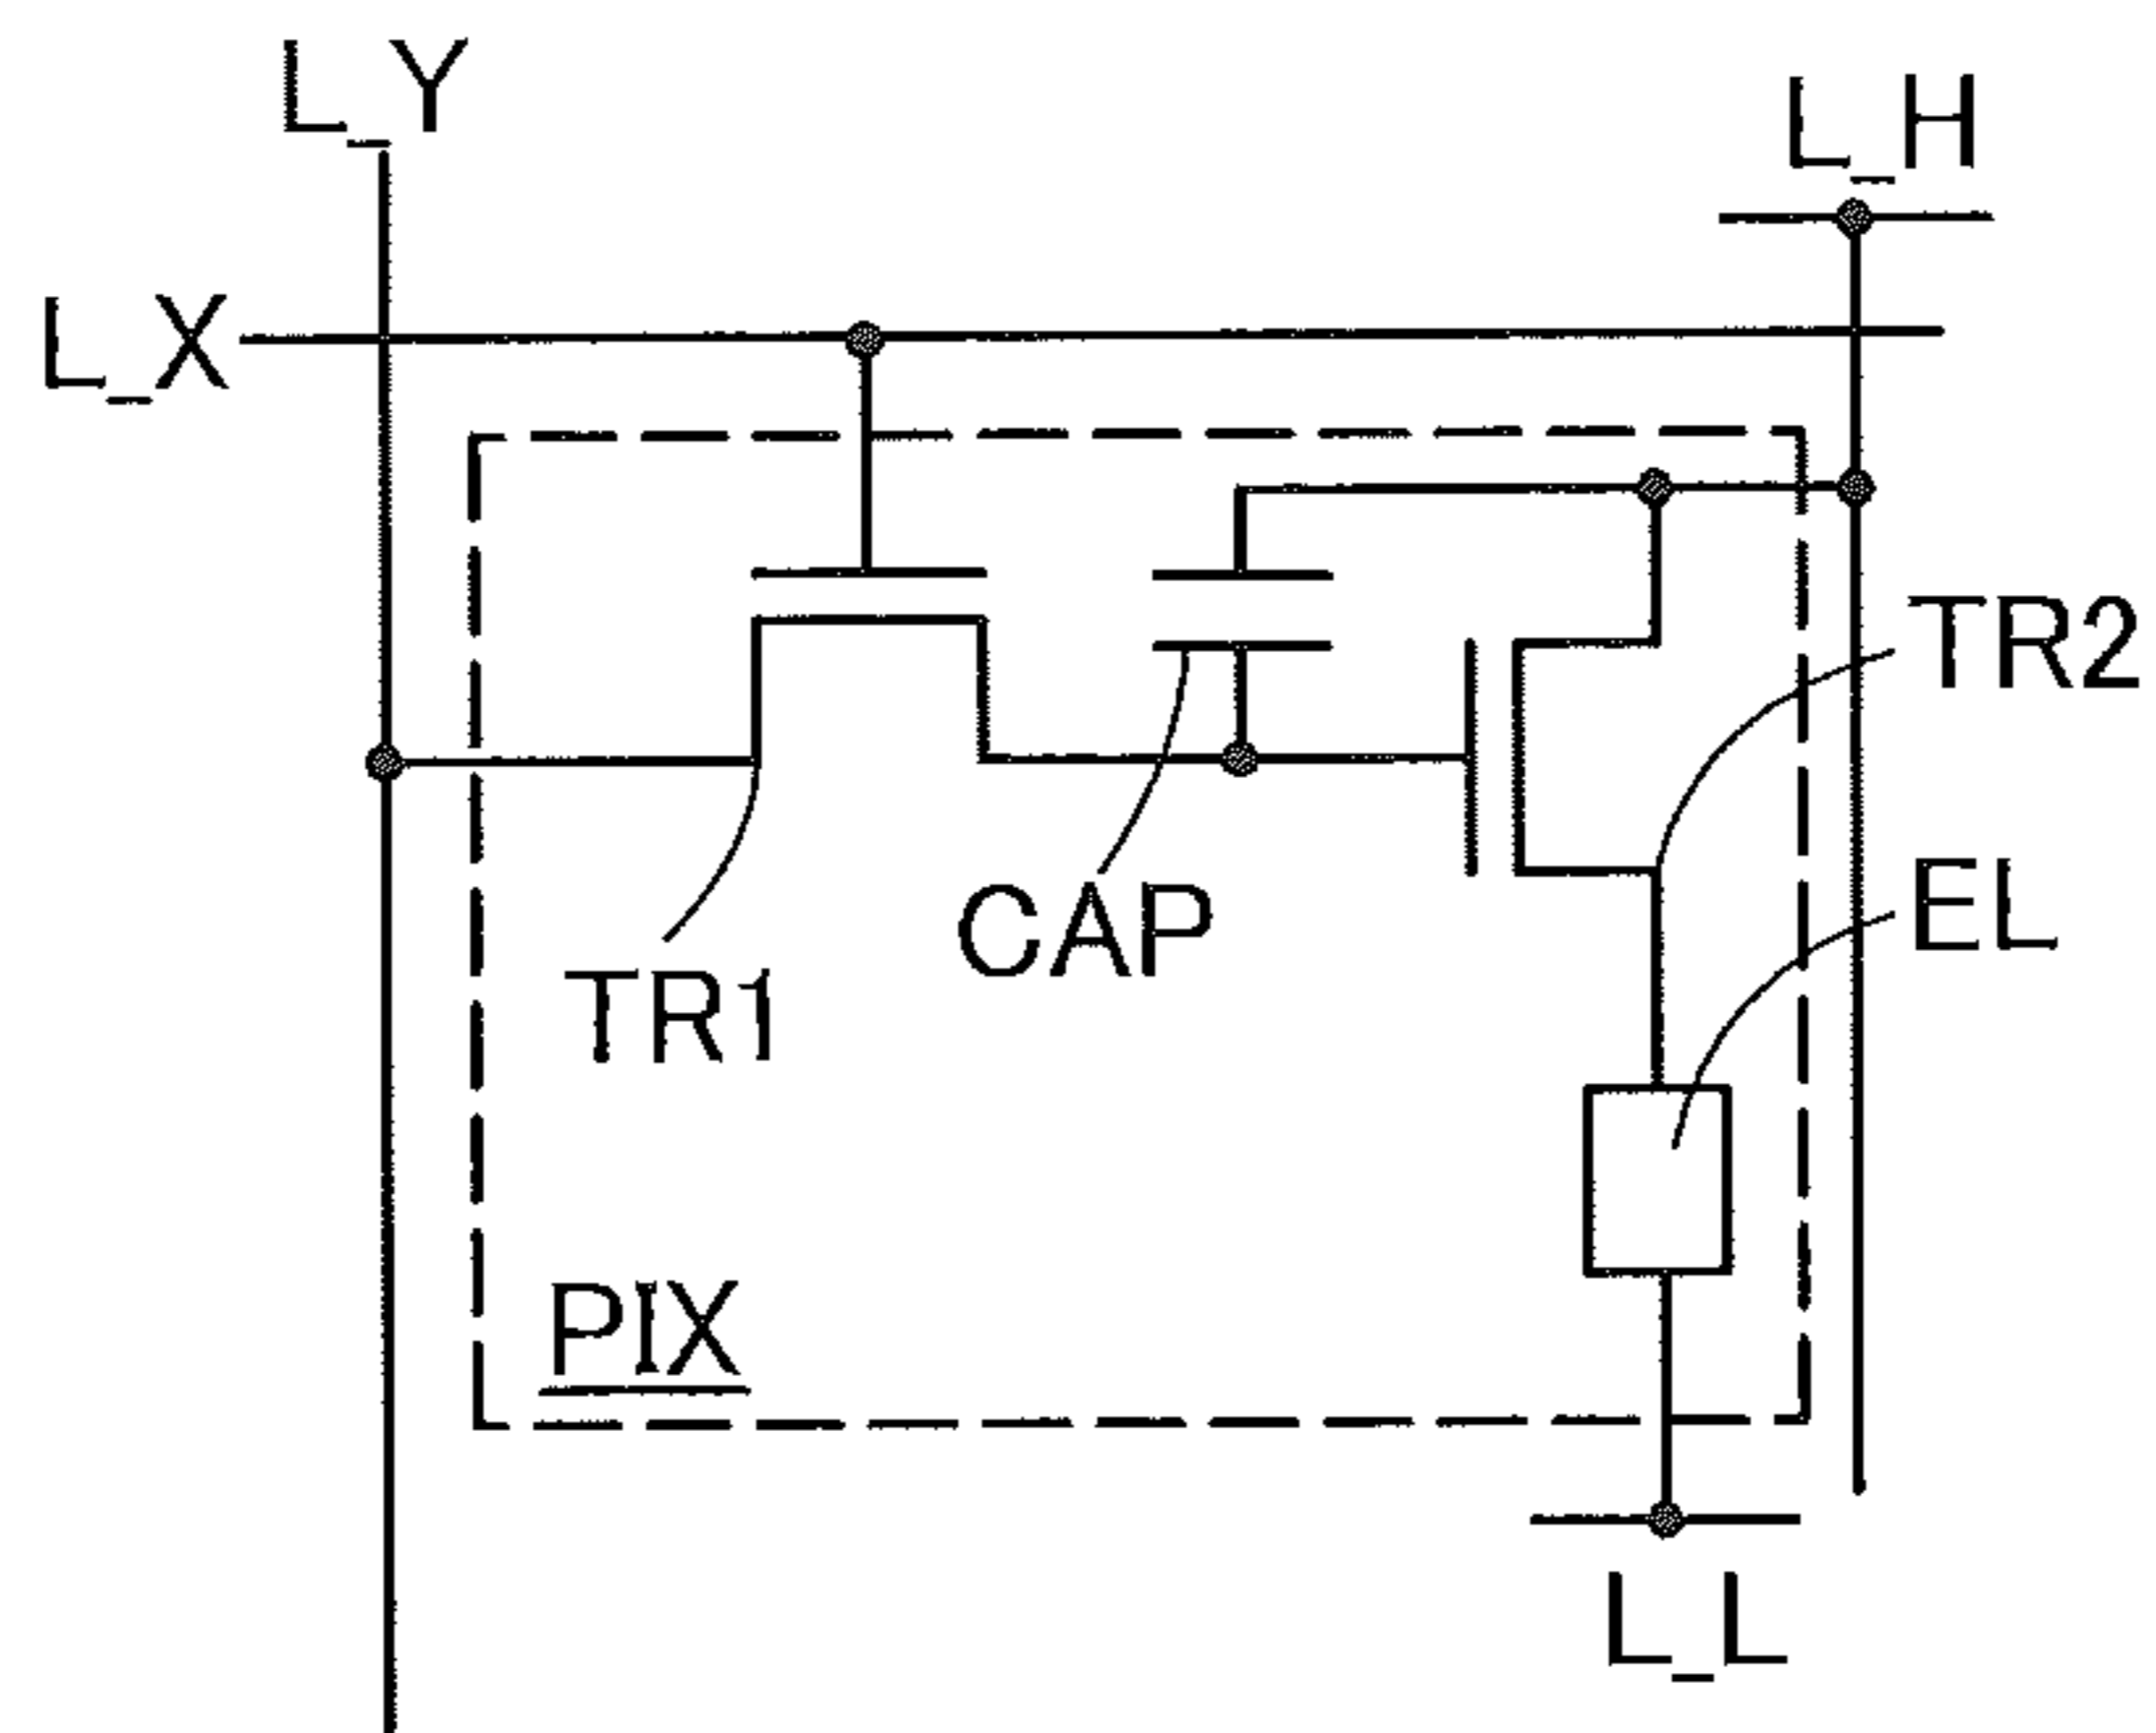 L_Y
L_H
L_X
TR2
CAP
EL
TR1
PIX
L_L